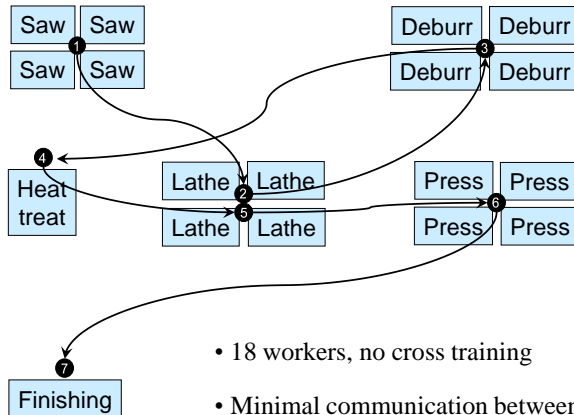 Saw Saw
1
Saw Saw
Deburr Deburr
3
Deburr Deburr
4
Heat
treat
Lathe Lathe
2
5
Lathe Lathe
Press Press
6
Press Press
7
Finishing
• 18 workers, no cross training
• Minimal communication between